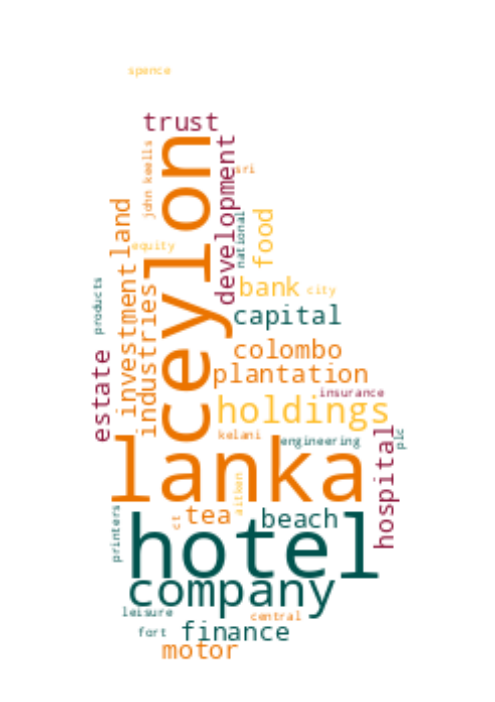 spence
trust
john keells
ceylon
development
sri
land
national
food
equity
products
investment
industries
bank
city
capital
estate
colombo
plantation
insurance
holdings
kelani
engineering
plc
hospital
lanka
aitken
printers
ct
tea
beach
hotel
company
leisure
central
fort
finance
motor